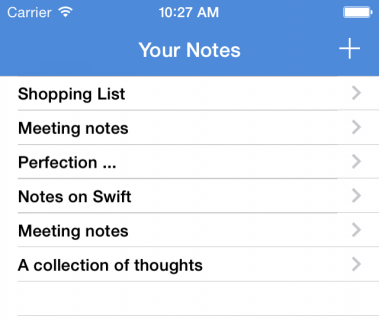 Carrier 10:27 AM
Your Notes
Shopping List
Meeting notes
Perfection ...
Notes on Swift
Meeting notes
A collection of thoughts